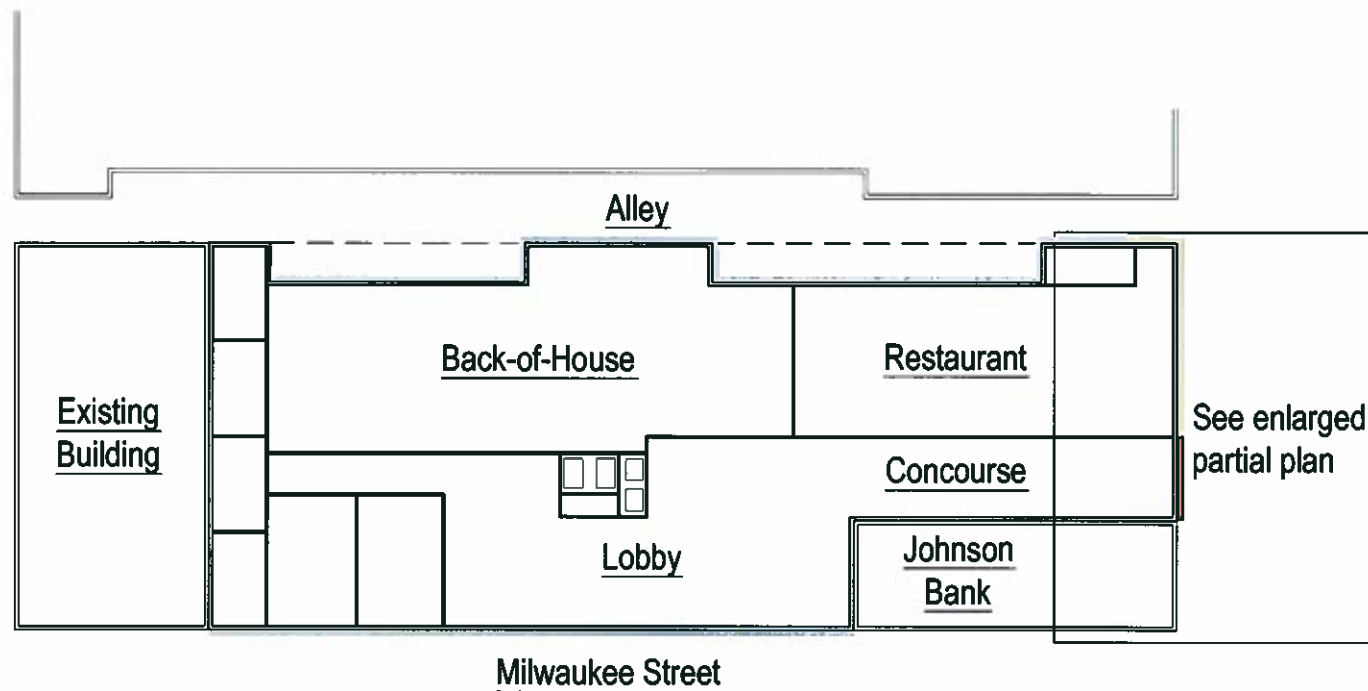 Alley
Back-of-House
Restaurant
Existing
Building
See enlarged
partial plan
Concourse
Lobby
Johnson
Bank
Milwaukee Street